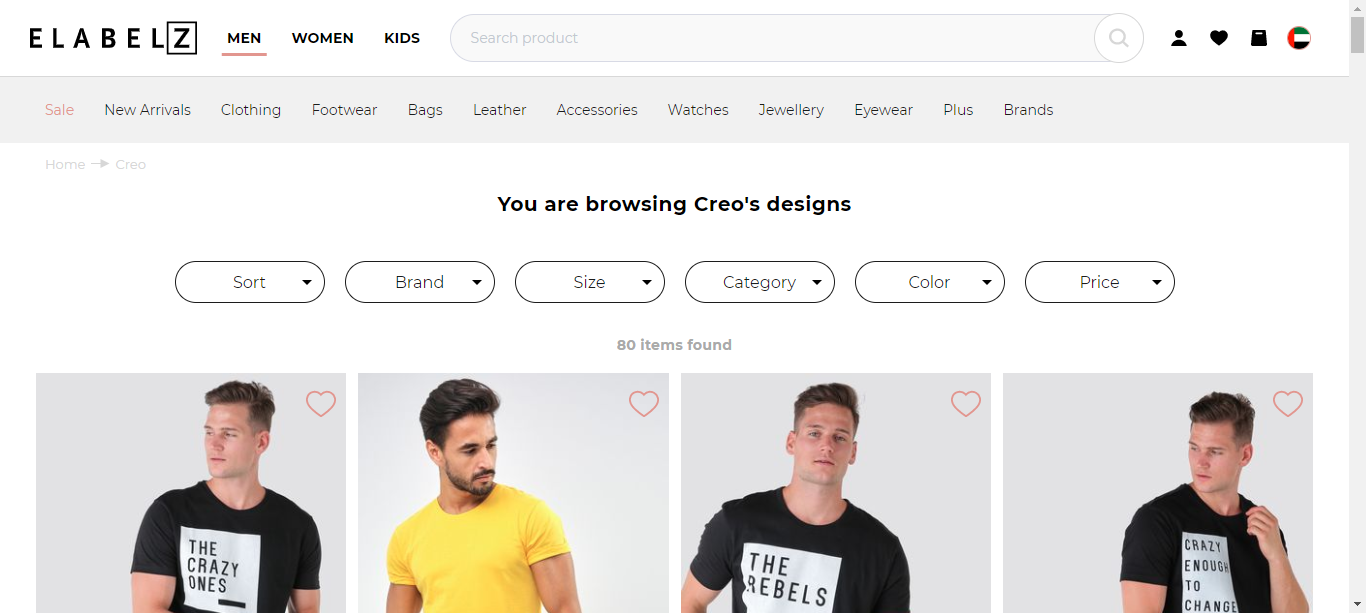 ELABELZ MEN WOMEN KIDS Search product
Sale New Arrivals Clothing Footwear Bags Leather Accessories Watches Jewellery Eyewear Plus Brands
Home Creo
You are browsing Creo's designs
Sort Brand Size Category Color Price
80 items found
THE
CRAZY
ONES
THE
REBELS
CRAZY
ENOUGH
TO
CHANGE